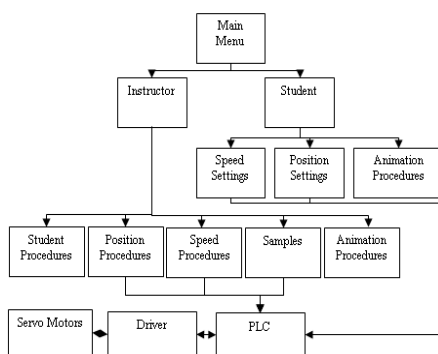 Main
Menu
Instructor
Student
Speed
Settings
Position
Settings
Animation
Procedures
Student
Procedures
Position
Procedures
Speed
Procedures
Samples
Animation
Procedures
Servo Motors
Driver
PLC